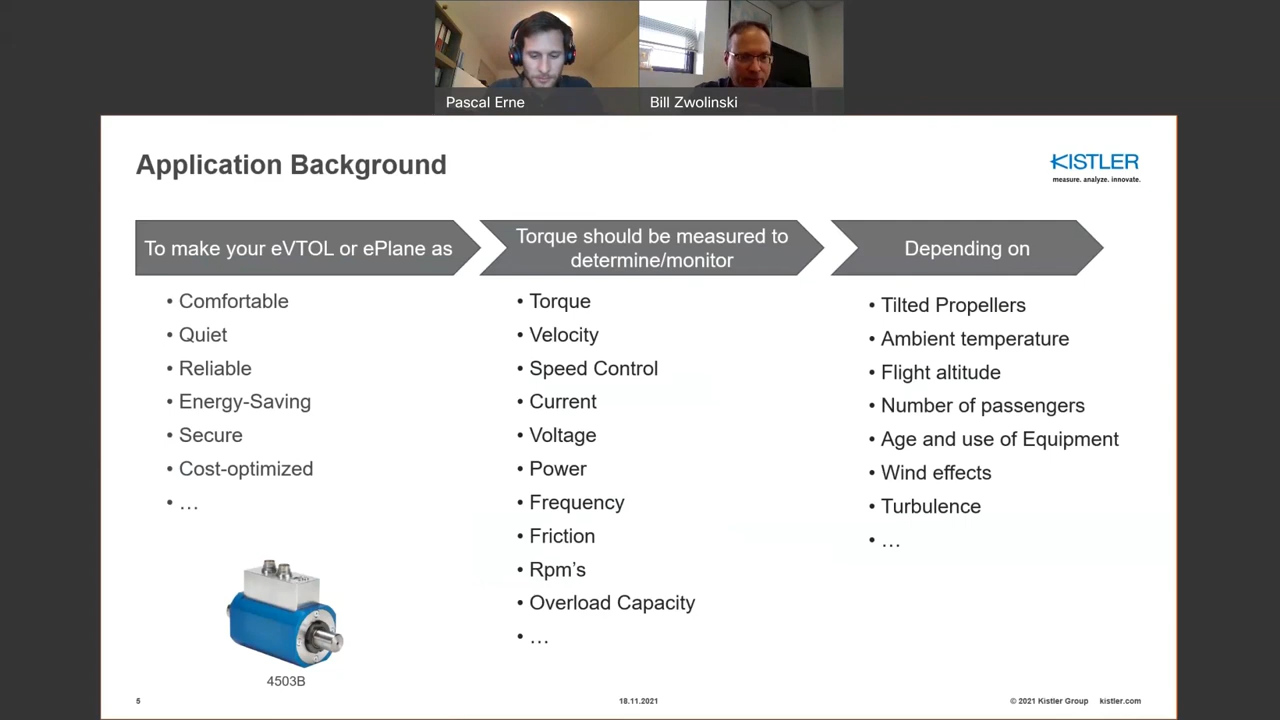 Pascal Erne
Bill Zwolinski
Application Background
KISTLER
measure. analyze. innovate.
To make your eVTOL or ePlane as
• Comfortable
• Quiet
• Reliable
• Energy-Saving
• Secure
• Cost-optimized
• …
4503B
Torque should be measured to
determine/monitor
• Torque
• Velocity
• Speed Control
• Current
• Voltage
• Power
• Frequency
• Friction
• Rpm’s
• Overload Capacity
• …
Depending on
• Tilted Propellers
• Ambient temperature
• Flight altitude
• Number of passengers
• Age and use of Equipment
• Wind effects
• Turbulence
• …
5
18.11.2021
© 2021 Kistler Group kistler.com